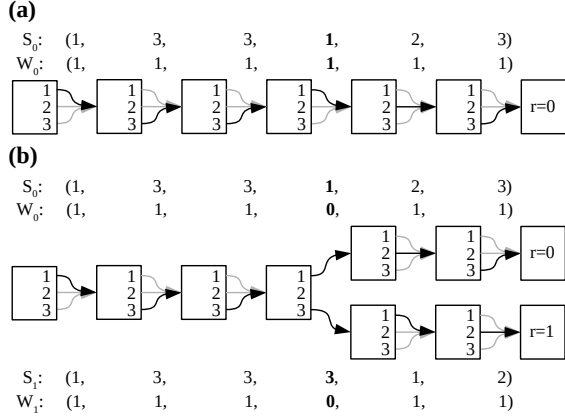 (a)
S₀: (1, 3, 3, 1, 2, 3)
W₀: (1, 1, 1, 1, 1, 1)
1 1 1 1 1 1
2 2 2 2 2 2 r=0
3 3 3 3 3 3
(b)
S₀: (1, 3, 3, 1, 2, 3)
W₀: (1, 1, 1, 0, 1, 1)
1 1
2 2 r=0
3 3
1 1 1 1
2 2 2 2
3 3 3 3
1 1
2 2 r=1
3 3
S₁: (1, 3, 3, 3, 1, 2)
W₁: (1, 1, 1, 0, 1, 1)